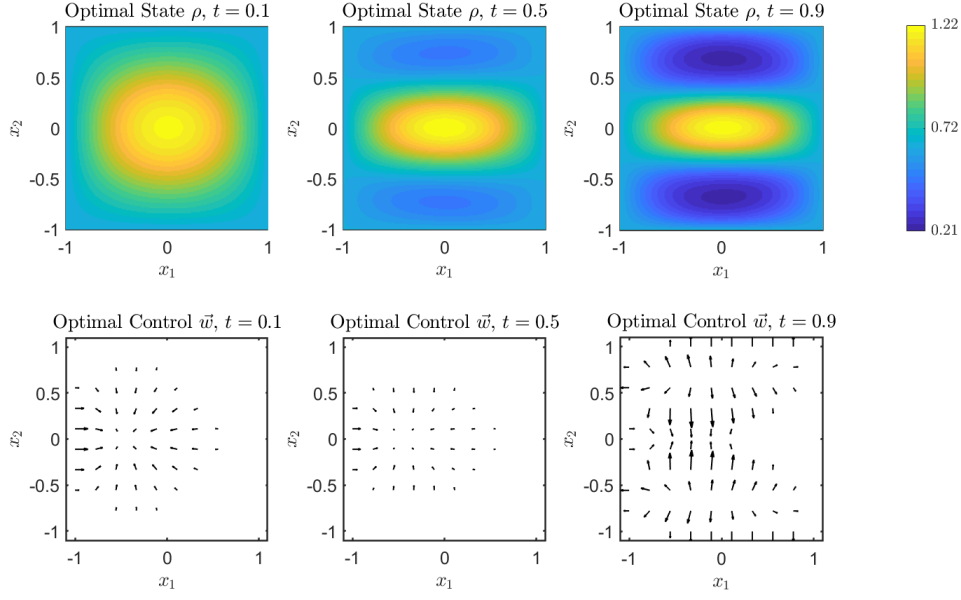 Optimal State ρ, t = 0.1
Optimal State ρ, t = 0.5
Optimal State ρ, t = 0.9
1
0.5
0
-0.5
-1
x₂
-1
0
1
x₁
1
0.5
0
-0.5
-1
x₂
-1
0
1
x₁
1
0.5
0
-0.5
-1
x₂
-1
0
1
x₁
1.22
0.72
0.21
Optimal Control w⃗, t = 0.1
Optimal Control w⃗, t = 0.5
Optimal Control w⃗, t = 0.9
1
0.5
0
-0.5
-1
x₂
-1
0
1
x₁
1
0.5
0
-0.5
-1
x₂
-1
0
1
x₁
1
0.5
0
-0.5
-1
x₂
-1
0
1
x₁